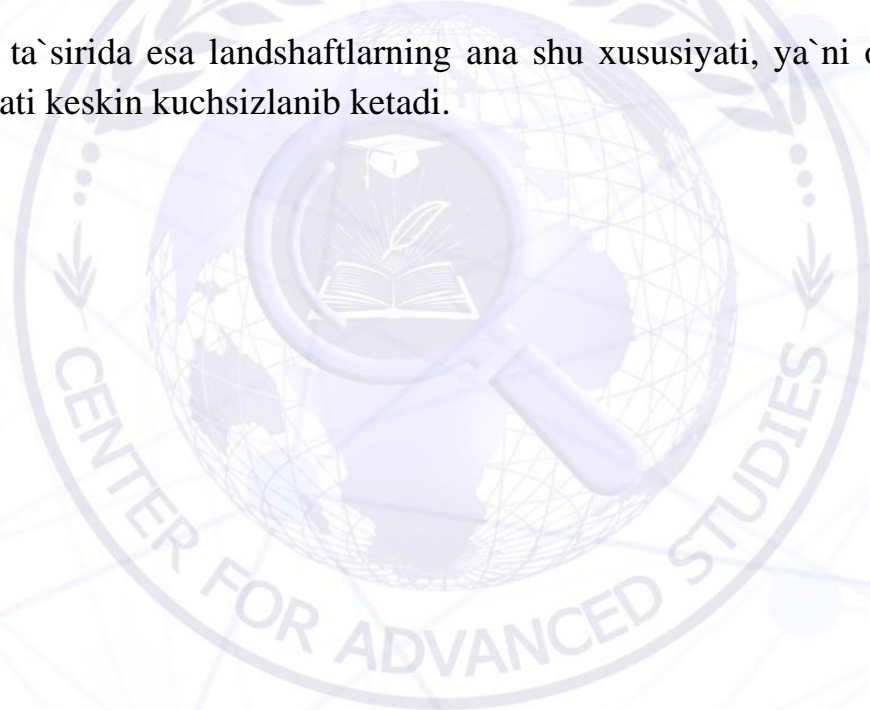 ta`sirida esa landshaftlarning ana shu xususiyati, ya`ni o
ati keskin kuchsizlanib ketadi.
CENTER FOR ADVANCED STUDIES